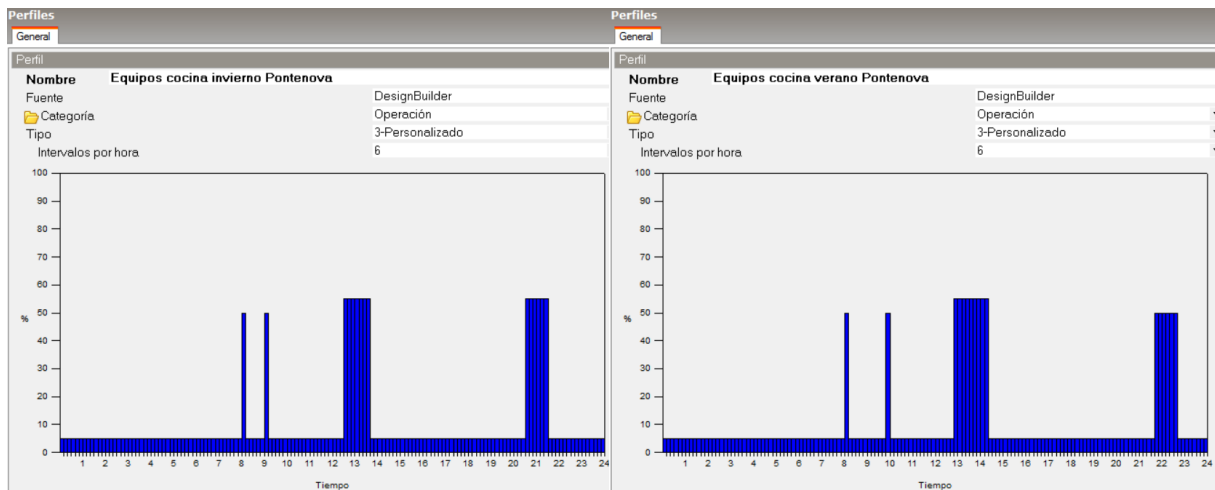 Perfiles
General
Perfil
Nombre Equipos cocina invierno Pontenova
Fuente DesignBuilder
Categoría Operación
Tipo 3-Personalizado
Intervalos por hora 6
100
90
80
70
60
50
%
40
30
20
10
0
1 2 3 4 5 6 7 8 9 10 11 12 13 14 15 16 17 18 19 20 21 22 23 24
Tiempo
Perfiles
General
Perfil
Nombre Equipos cocina verano Pontenova
Fuente DesignBuilder
Categoría Operación
Tipo 3-Personalizado
Intervalos por hora 6
100
90
80
70
60
50
%
40
30
20
10
0
1 2 3 4 5 6 7 8 9 10 11 12 13 14 15 16 17 18 19 20 21 22 23 24
Tiempo